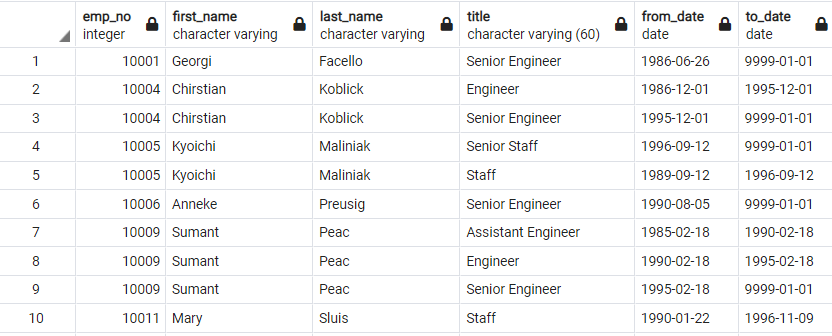 emp_no first_name last_name title from_date to_date
integer character varying character varying character varying (60) date date
1 10001 Georgi Facello Senior Engineer 1986-06-26 9999-01-01
2 10004 Chirstian Koblick Engineer 1986-12-01 1995-12-01
3 10004 Chirstian Koblick Senior Engineer 1995-12-01 9999-01-01
4 10005 Kyoichi Maliniak Senior Staff 1996-09-12 9999-01-01
5 10005 Kyoichi Maliniak Staff 1989-09-12 1996-09-12
6 10006 Anneke Preusig Senior Engineer 1990-08-05 9999-01-01
7 10009 Sumant Peac Assistant Engineer 1985-02-18 1990-02-18
8 10009 Sumant Peac Engineer 1990-02-18 1995-02-18
9 10009 Sumant Peac Senior Engineer 1995-02-18 9999-01-01
10 10011 Mary Sluis Staff 1990-01-22 1996-11-09